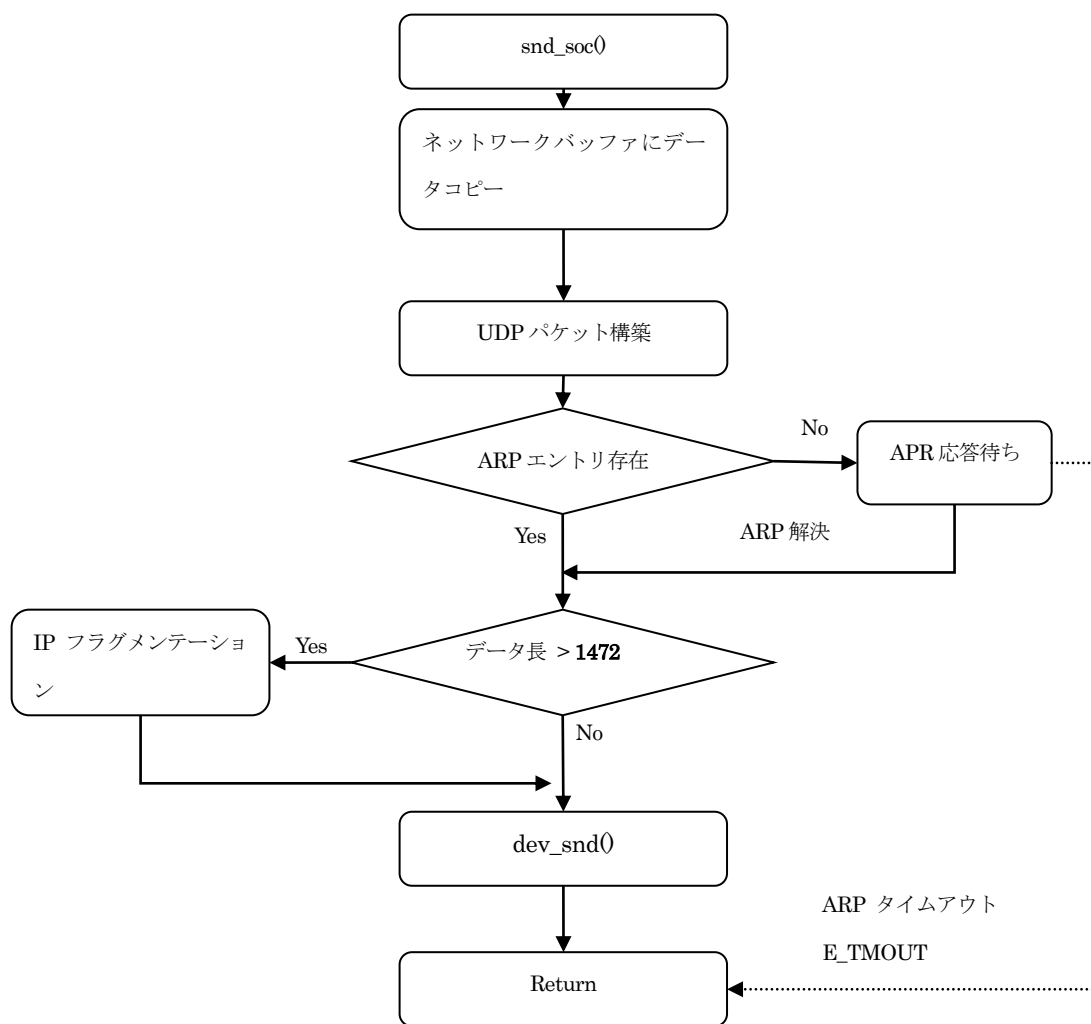 snd_soc()
ネットワークバッファにデー
タコピー
UDP パケット構築
ARP エントリ存在
No
APR 応答待ち
Yes
ARP 解決
データ長 > 1472
Yes
IP フラグメンテーショ
ン
No
dev_snd()
ARP タイムアウト
E_TMOUT
Return